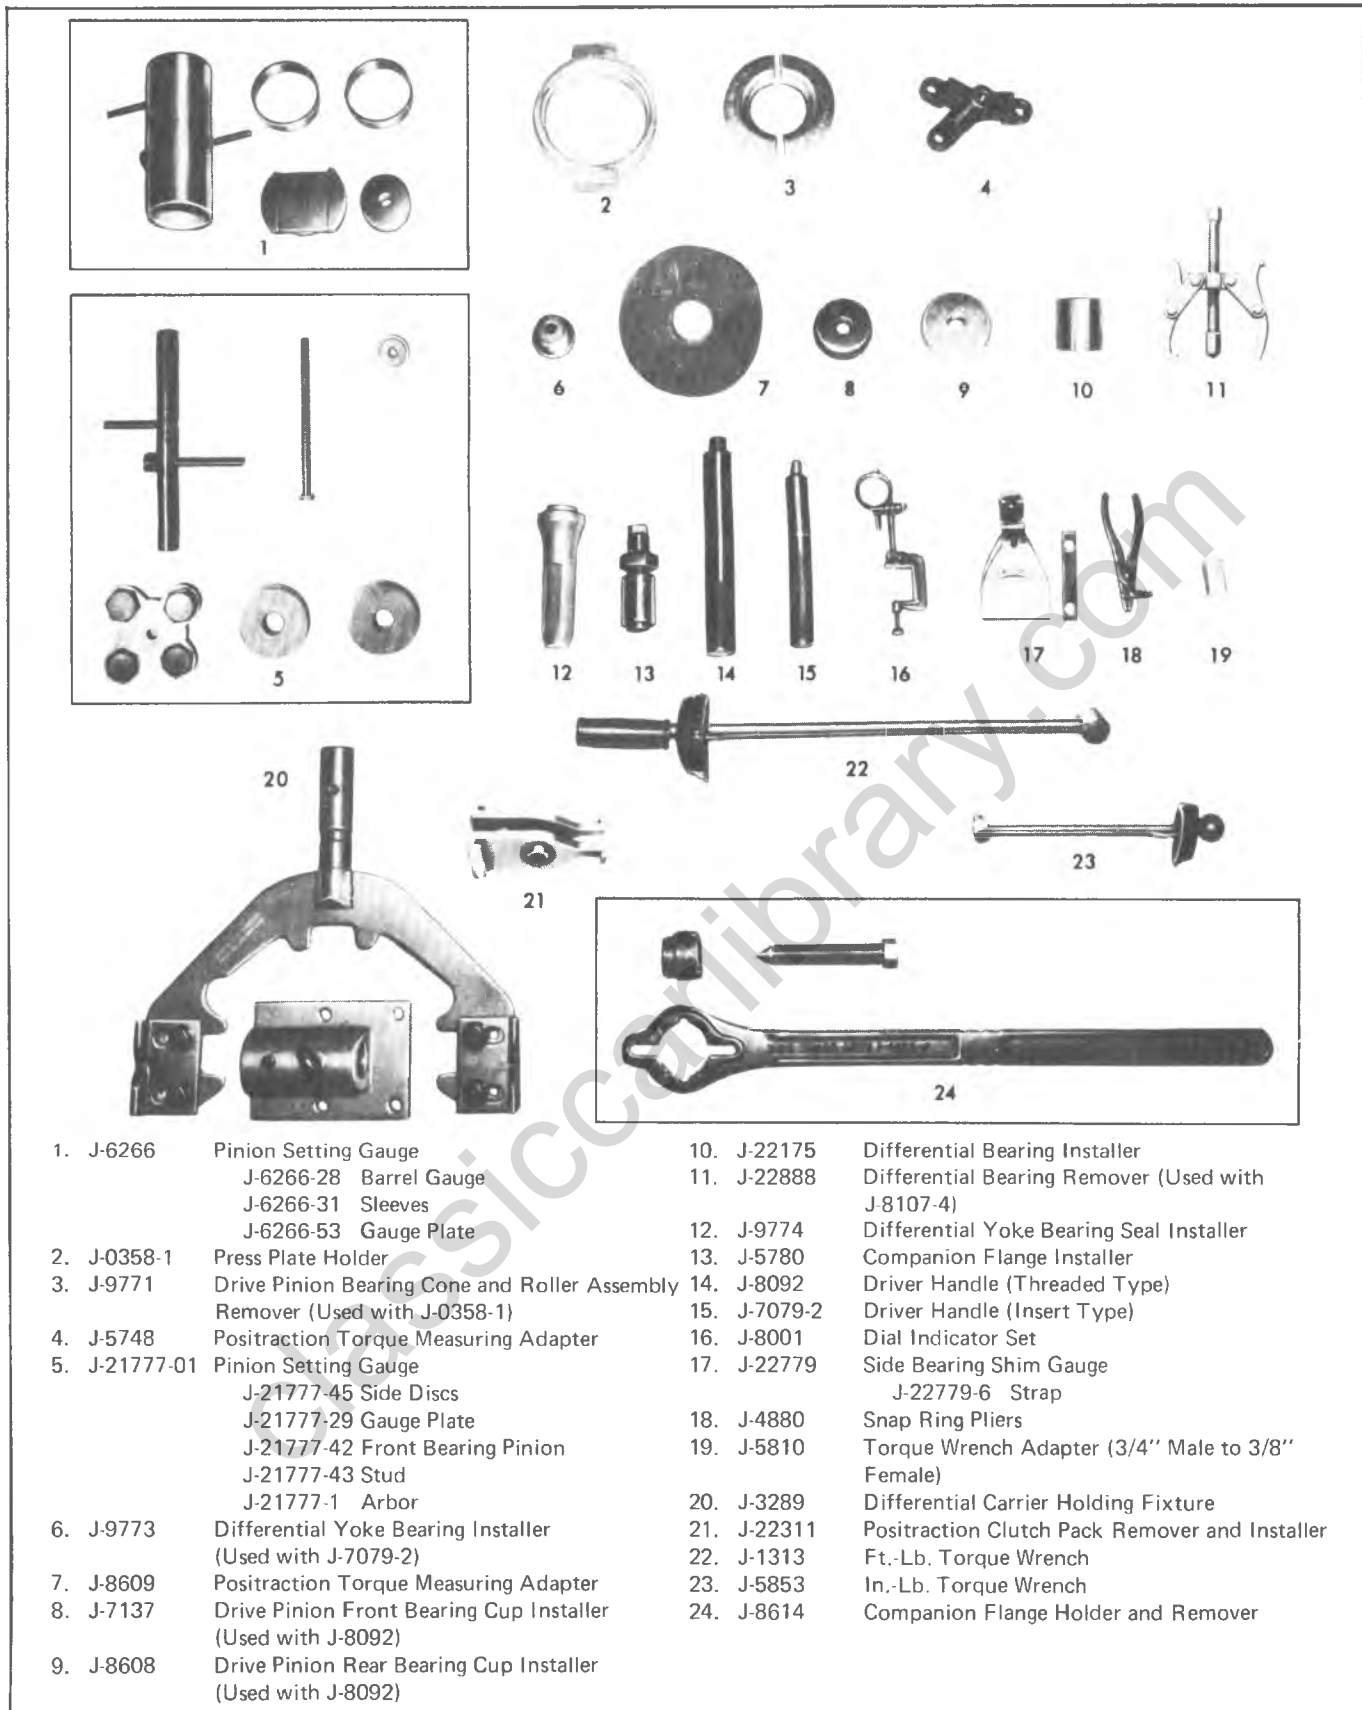 1
2
3
4
5
6
7
8
9
10
11
12
13
14
15
16
17
18
19
20
21
22
23
24
classiccarlibrary.com
1. J-6266 Pinion Setting Gauge
J-6266-28 Barrel Gauge
J-6266-31 Sleeves
J-6266-53 Gauge Plate
2. J-0358-1 Press Plate Holder
3. J-9771 Drive Pinion Bearing Cone and Roller Assembly
Remover (Used with J-0358-1)
4. J-5748 Positraction Torque Measuring Adapter
5. J-21777-01 Pinion Setting Gauge
J-21777-45 Side Discs
J-21777-29 Gauge Plate
J-21777-42 Front Bearing Pinion
J-21777-43 Stud
J-21777-1 Arbor
6. J-9773 Differential Yoke Bearing Installer
(Used with J-7079-2)
7. J-8609 Positraction Torque Measuring Adapter
8. J-7137 Drive Pinion Front Bearing Cup Installer
(Used with J-8092)
9. J-8608 Drive Pinion Rear Bearing Cup Installer
(Used with J-8092)
10. J-22175 Differential Bearing Installer
11. J-22888 Differential Bearing Remover (Used with
J-8107-4)
12. J-9774 Differential Yoke Bearing Seal Installer
13. J-5780 Companion Flange Installer
14. J-8092 Driver Handle (Threaded Type)
15. J-7079-2 Driver Handle (Insert Type)
16. J-8001 Dial Indicator Set
17. J-22779 Side Bearing Shim Gauge
J-22779-6 Strap
18. J-4880 Snap Ring Pliers
19. J-5810 Torque Wrench Adapter (3/4'' Male to 3/8''
Female)
20. J-3289 Differential Carrier Holding Fixture
21. J-22311 Positraction Clutch Pack Remover and Installer
22. J-1313 Ft.-Lb. Torque Wrench
23. J-5853 In.-Lb. Torque Wrench
24. J-8614 Companion Flange Holder and Remover